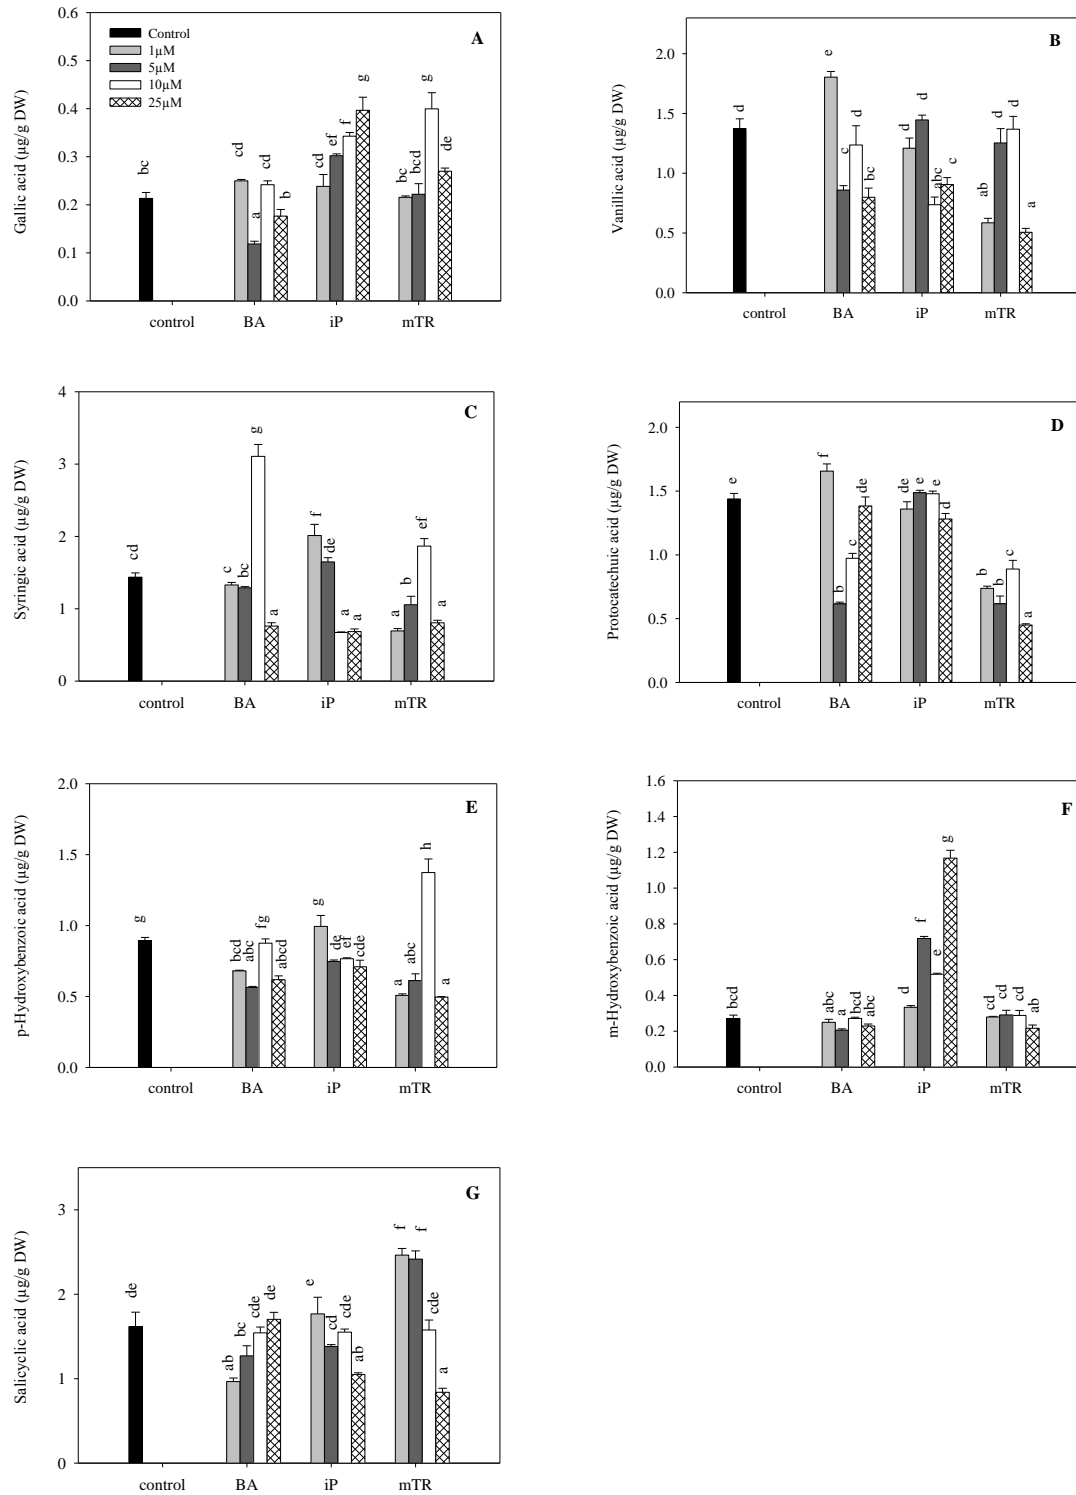 A
Control
1μM
5μM
10μM
25μM
Gallic acid (μg/g DW)
0.6
0.5
0.4
0.3
0.2
0.1
0.0
bc
cd
a
cd
b
cd
ef
f
g
bc
bcd
g
de
control
BA
iP
mTR
B
Vanillic acid (μg/g DW)
2.0
1.5
1.0
0.5
0.0
d
e
c
d
bc
d
d
abc
c
ab
d
d
a
control
BA
iP
mTR
C
Syringic acid (μg/g DW)
4
3
2
1
0
cd
c
bc
g
a
f
de
a
a
a
b
ef
a
control
BA
iP
mTR
D
Protocatechuic acid (μg/g DW)
2.0
1.5
1.0
0.5
0.0
e
f
b
c
de
de
e
e
d
b
b
c
a
control
BA
iP
mTR
E
p-Hydroxybenzoic acid (μg/g DW)
2.0
1.5
1.0
0.5
0.0
g
bcd
abc
fg
abcd
g
de
ef
cde
a
abc
h
a
control
BA
iP
mTR
F
m-Hydroxybenzoic acid (μg/g DW)
1.6
1.4
1.2
1.0
0.8
0.6
0.4
0.2
0.0
bcd
abc
a
bcd
abc
d
f
e
g
cd
cd
cd
ab
control
BA
iP
mTR
G
Salicyclic acid (μg/g DW)
3
2
1
0
de
ab
bc
cde
de
e
cd
cde
ab
f
f
cde
a
control
BA
iP
mTR